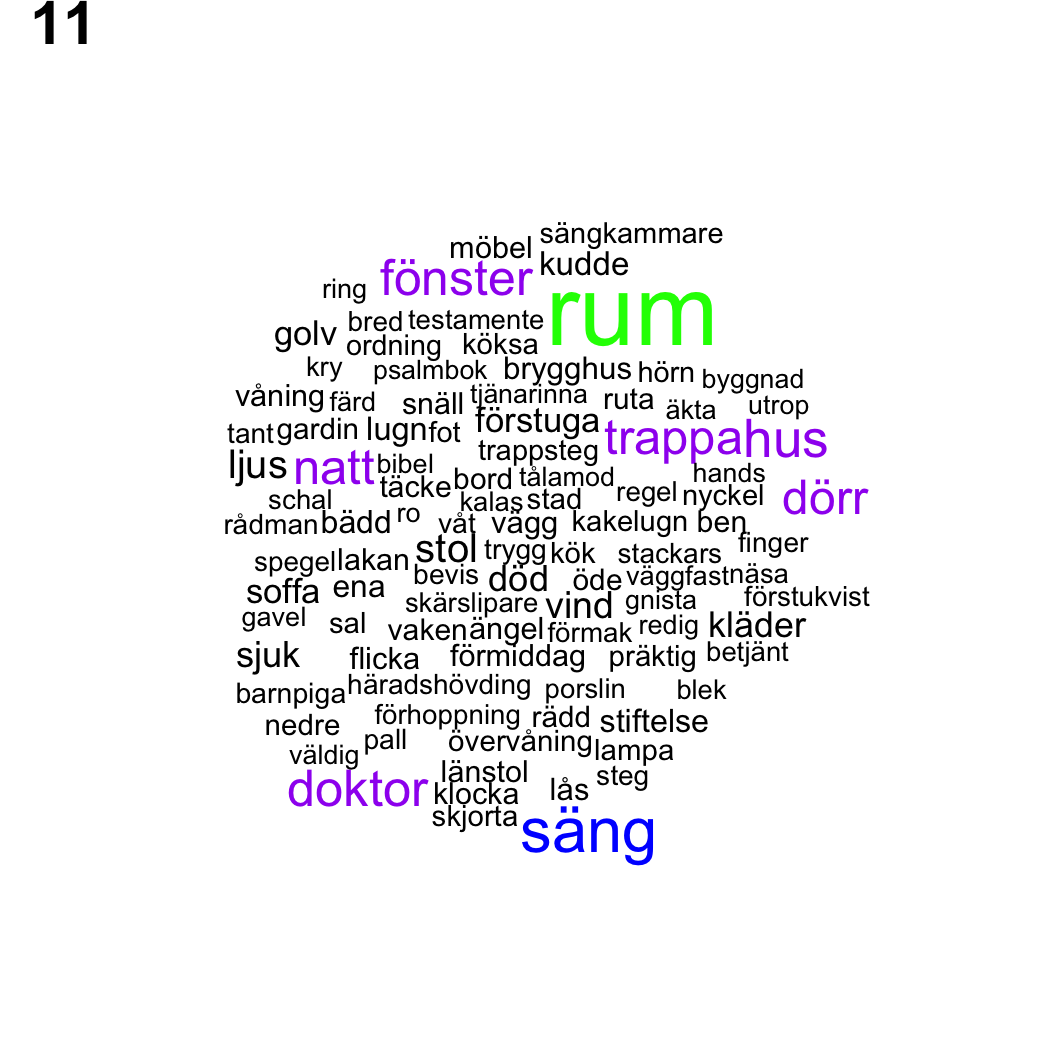 11
sängkammare
möbel kudde
fönster
ring rum
bred testamente
golv ordning köksa
kry psalmbok brygghus hörn byggnad
våning färd snäll tjänarinna ruta äkta utrop
tant gardin lugn fot förstuga trappa hus
ljus natt bibel trappsteg
täcke bord tålamod hands
schal kalas stad regel nyckel dörr
rådman bädd ro våt vägg kakelugn ben
spegel lakan stol trygg kök stackars finger
soffa ena bevis död öde väggfast näsa
gavel skärslipare vind gnista förstukvist
sal vaken ängel förmak redig kläder
sjuk flicka förmiddag präktig betjänt
barnpiga häradshövding porslin blek
nedre förhoppning rädd stiftelse
väldig pall övervåning lampa
doktor länstol steg
klocka lås
skjorta säng